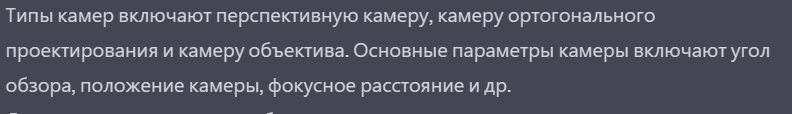 Типы камер включают перспективную камеру, камеру ортогонального
проектирования и камеру объектива. Основные параметры камеры включают угол
обзора, положение камеры, фокусное расстояние и др.